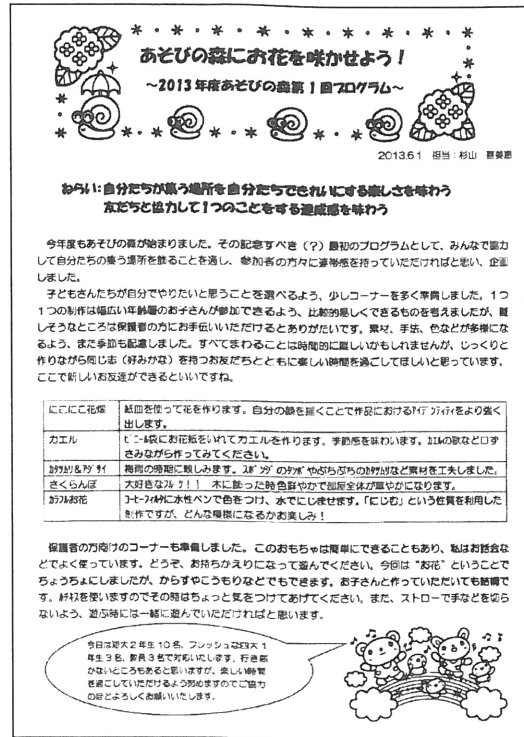 あそびの森にお花を咲かせよう！
～2013年度あそびの森第１回プログラム～
2013.6.1　担当：杉山　喜美恵
ねらい：自分たちが集う場所を自分たちできれいにする楽しさを味わう
友だちと協力して１つのことをする達成感を味わう
今年度もあそびの森が始まりました。その記念すべき（？）最初のプログラムとして、みんなで協力
して自分たちの集う場所を飾ることを通し、参加者の方々に連帯感を持っていただければと思い、企画
しました。
子どもさんたちが自分でやりたいと思うことを選べるよう、少しコーナーを多く準備しました。１つ
１つの制作は幅広い年齢層のお子さんが参加できるよう、比較的易しくできるものを考えましたが、難
しそうなところは保護者の方にお手伝いいただけるとありがたいです。素材、手法、色などが多様にな
るよう、また季節も配慮しました。すべてまわることは時間的に難しいかもしれませんが、じっくりと
作りながら同じ志（好みかな）を持つお友だちとともに楽しい時間を過ごしてほしいと思っています。
ここで新しいお友達ができるといいですね。
にこにこ花畑　紙皿を使って花を作ります。自分の顔を描くことで作品におけるｱｲﾃﾞﾝﾃｨﾃｨをより強く
出します。
カエル　ﾋﾞﾆｰﾙ袋にお花紙をいれてカエルを作ります。季節感を味わいます。ｶｴﾙの歌など口ず
さみながら作ってみてください。
ｶﾀﾂﾑﾘ＆ｱｼﾞｻｲ　梅雨の時期に親しみます。ｽﾎﾟﾝｼﾞのﾀﾝﾎﾟやぷちぷちのｶﾀﾂﾑﾘなど素材を工夫しました。
さくらんぼ　大好きなﾌﾙｰﾂ！！　木に飾った時色鮮やかで部屋全体が華やかになります。
ｶﾗﾌﾙお花　ｺｰﾋｰﾌｨﾙﾀに水性ペンで色をつけ、水でにじませます。「にじむ」という性質を利用した
制作ですが、どんな模様になるかお楽しみ！
保護者の方向けのコーナーも準備しました。このおもちゃは簡単にできることもあり、私はお話会な
どでよく使っています。どうぞ、お持ちかえりになって遊んでください。今回は“お花”ということで
ちょうちょにしましたが、からすやこうもりなどでもできます。お子さんと作っていただいても結構で
す。ﾎﾁｷｽを使いますのでその際はちょっと気をつけてあげてください。また、ストローで手などを切ら
ないよう、遊ぶ時には一緒に遊んでいただければと思います。
今日は短大２年生10名、フレッシュな四大１
年生３名、教員３名で対応いたします。行き届
かないところもあると思いますが、楽しい時間
を過ごしていただけるよう努めますのでご協力
のほどよろしくお願いいたします。